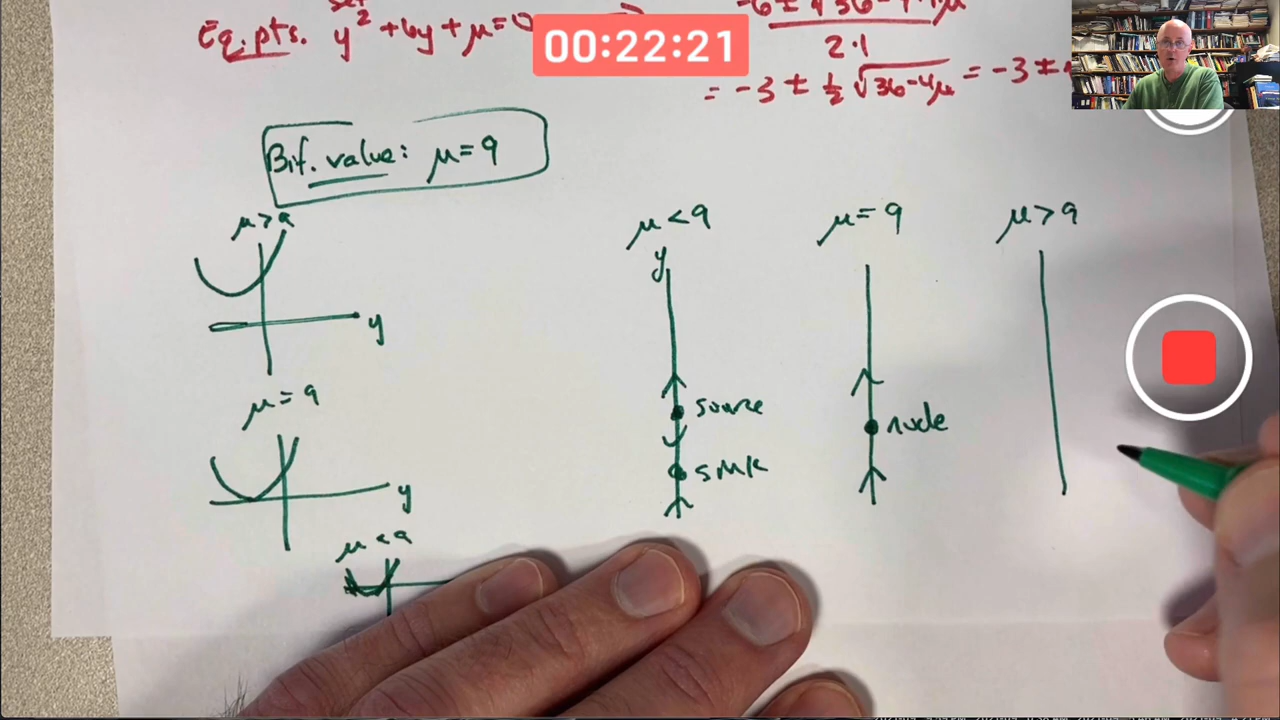 Eq. pts. y² + 6y + μ = 0
2·1
= -3 ± ½ √36-4μ = -3 ±
00:22:21
Bif. value: μ = 9
μ > 9
y
μ = 9
y
μ < 9
μ < 9
y
source
sink
μ = 9
node
μ > 9